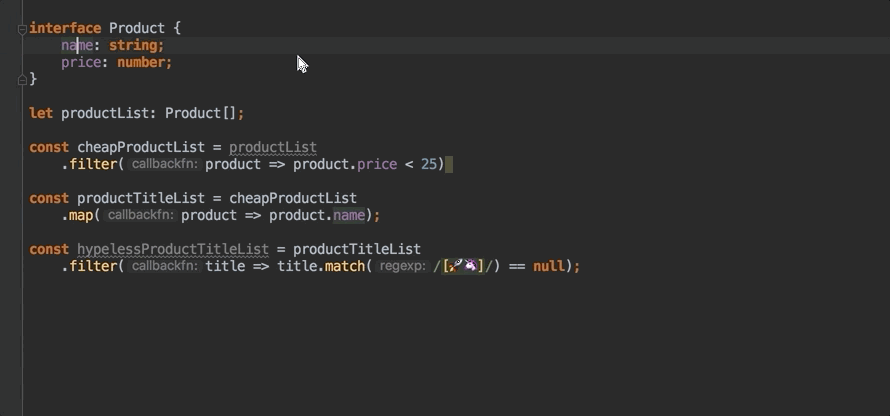 interface Product {
    name: string;
    price: number;
}
let productList: Product[];
const cheapProductList = productList
    .filter( callbackfn: product => product.price < 25)
const productTitleList = cheapProductList
    .map( callbackfn: product => product.name);
const hypelessProductTitleList = productTitleList
    .filter( callbackfn: title => title.match( regexp: /[🚀🦄]/) == null);